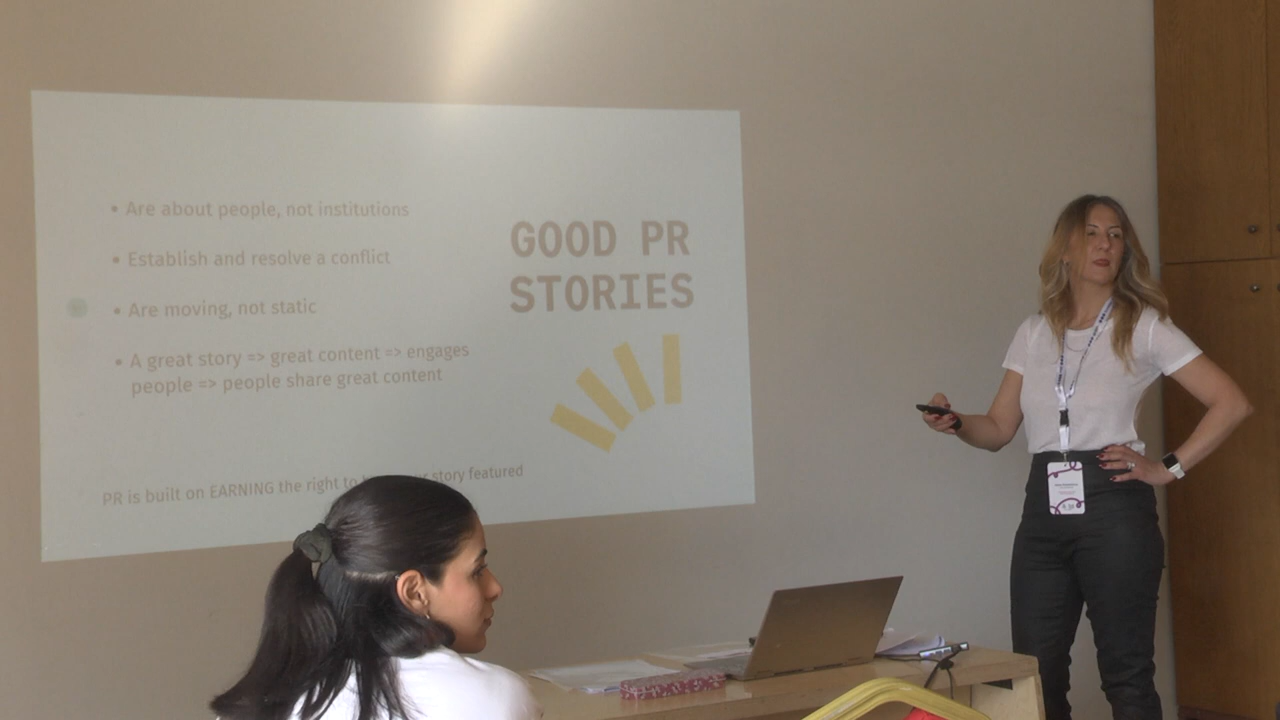 • Are about people, not institutions
• Establish and resolve a conflict
• Are moving, not static
• A great story => great content => engages
people => people share great content
GOOD PR
STORIES
PR is built on EARNING the right to story featured